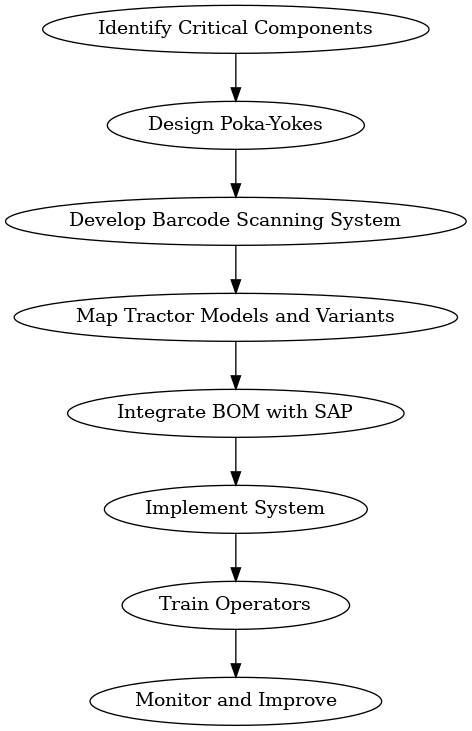 Identify Critical Components
Design Poka-Yokes
Develop Barcode Scanning System
Map Tractor Models and Variants
Integrate BOM with SAP
Implement System
Train Operators
Monitor and Improve